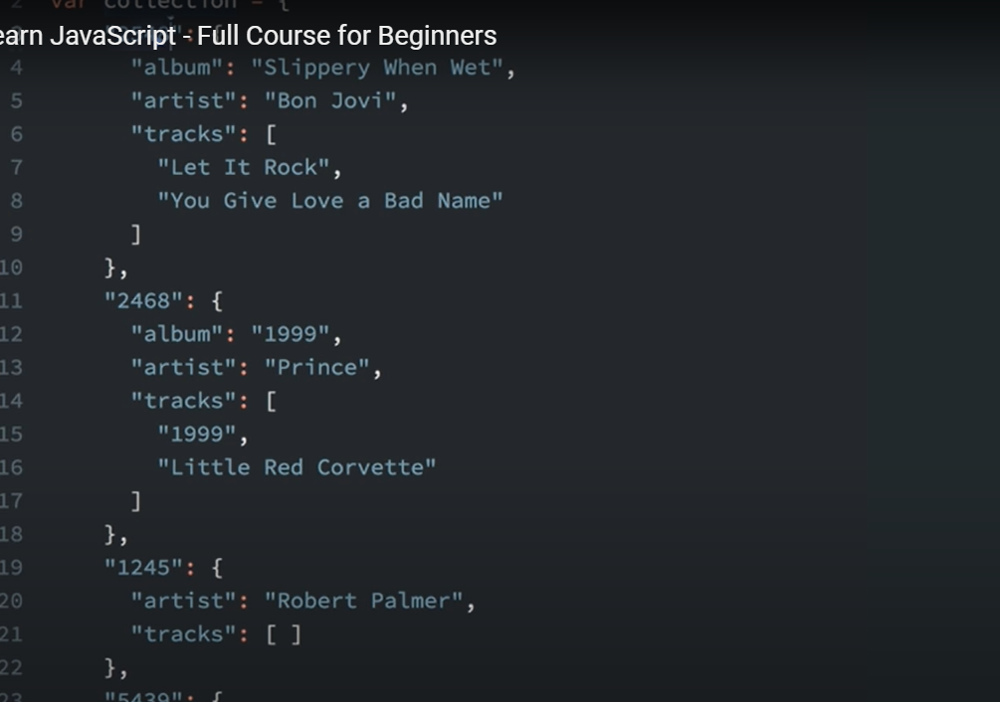 2 var collection = {
earn JavaScript - Full Course for Beginners
4 "album": "Slippery When Wet",
5 "artist": "Bon Jovi",
6 "tracks": [
7 "Let It Rock",
8 "You Give Love a Bad Name"
9 ]
10 },
11 "2468": {
12 "album": "1999",
13 "artist": "Prince",
14 "tracks": [
15 "1999",
16 "Little Red Corvette"
17 ]
18 },
19 "1245": {
20 "artist": "Robert Palmer",
21 "tracks": [ ]
22 },
23 "5439": {